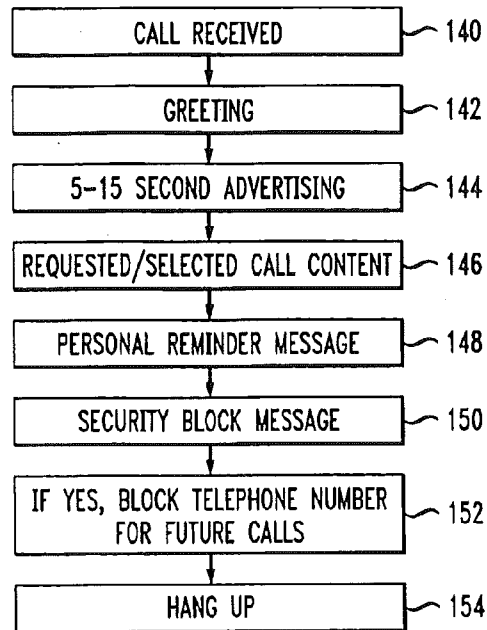 CALL RECEIVED 140
GREETING 142
5-15 SECOND ADVERTISING 144
REQUESTED/SELECTED CALL CONTENT 146
PERSONAL REMINDER MESSAGE 148
SECURITY BLOCK MESSAGE 150
IF YES, BLOCK TELEPHONE NUMBER
FOR FUTURE CALLS 152
HANG UP 154